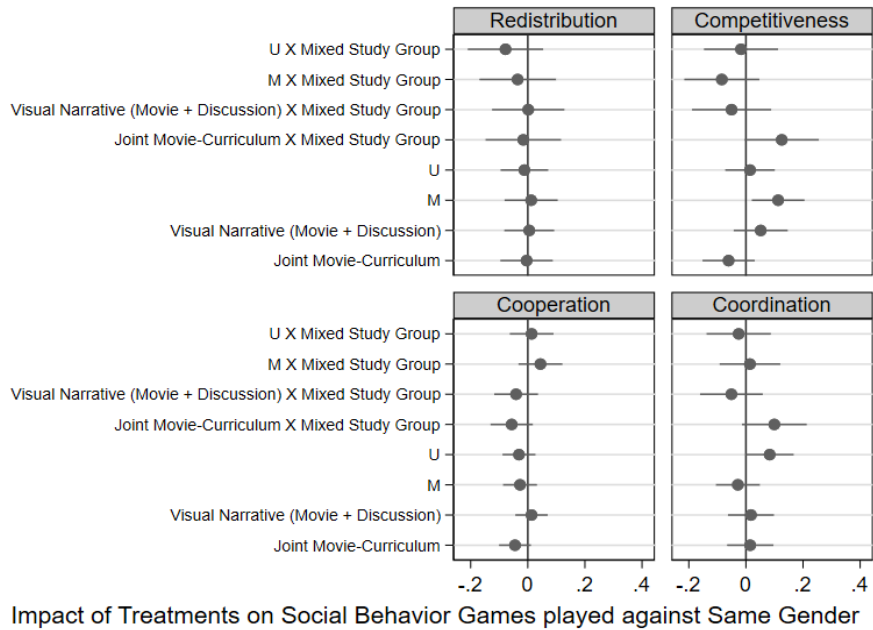 Redistribution Competitiveness
U X Mixed Study Group
M X Mixed Study Group
Visual Narrative (Movie + Discussion) X Mixed Study Group
Joint Movie-Curriculum X Mixed Study Group
U
M
Visual Narrative (Movie + Discussion)
Joint Movie-Curriculum
Cooperation Coordination
U X Mixed Study Group
M X Mixed Study Group
Visual Narrative (Movie + Discussion) X Mixed Study Group
Joint Movie-Curriculum X Mixed Study Group
U
M
Visual Narrative (Movie + Discussion)
Joint Movie-Curriculum
-.2 0 .2 .4 -.2 0 .2 .4
Impact of Treatments on Social Behavior Games played against Same Gender